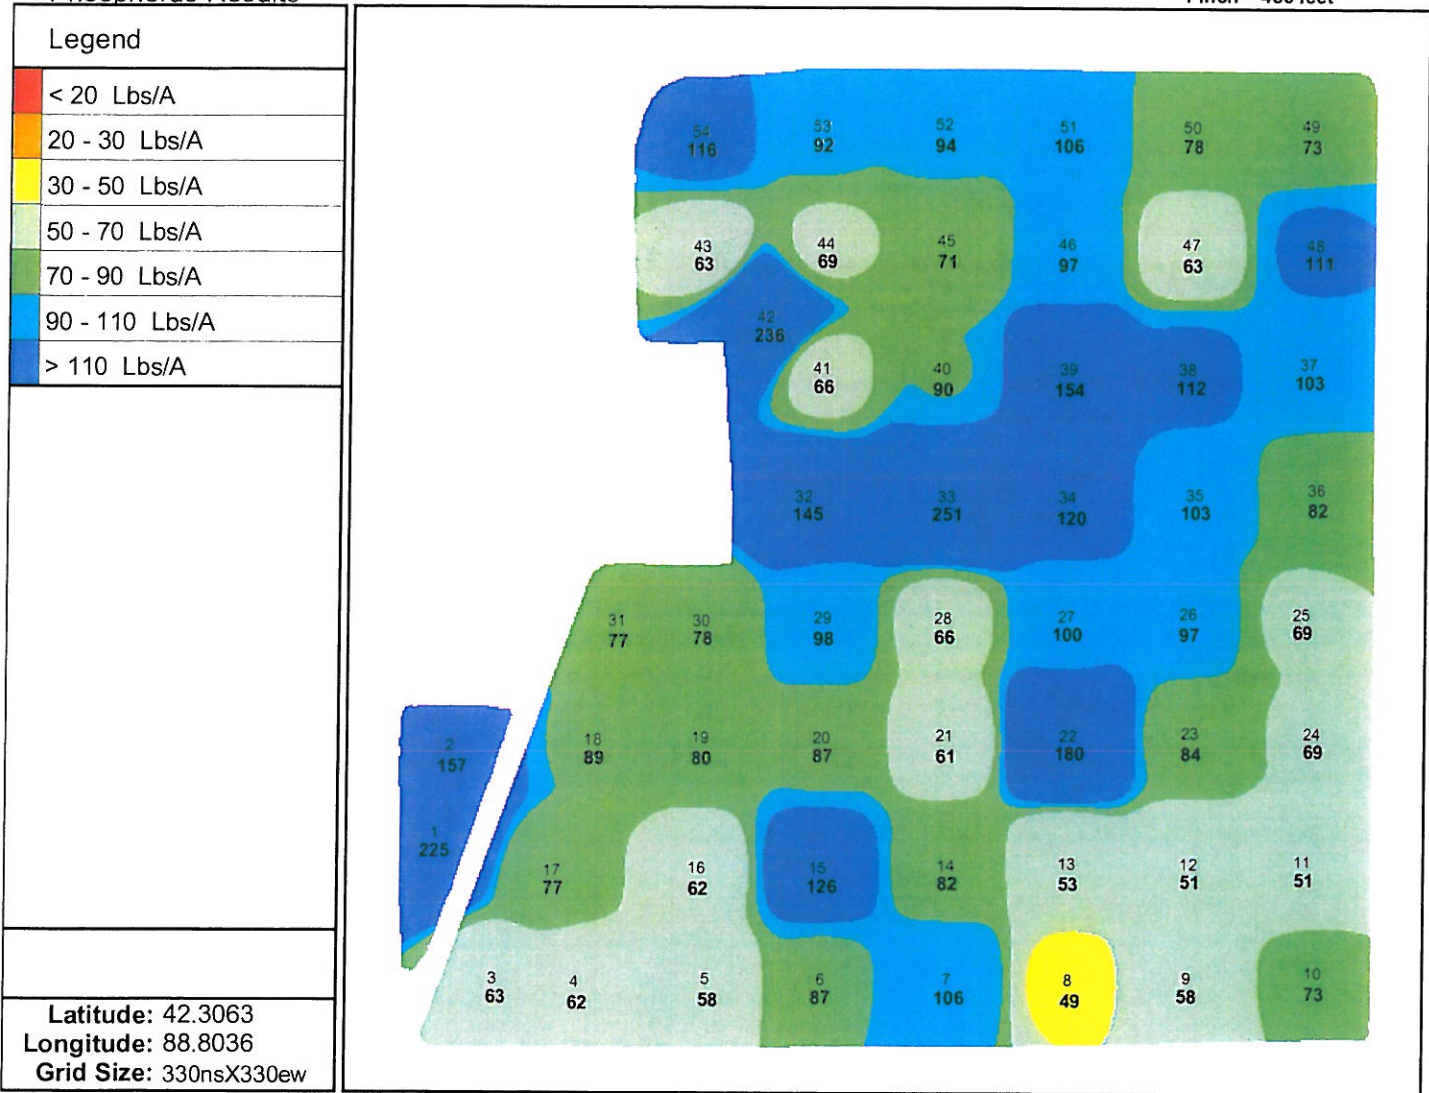 Phosphorus Results
1 inch = 400 feet
Legend
< 20 Lbs/A
20 - 30 Lbs/A
30 - 50 Lbs/A
50 - 70 Lbs/A
70 - 90 Lbs/A
90 - 110 Lbs/A
> 110 Lbs/A
Latitude: 42.3063
Longitude: 88.8036
Grid Size: 330nsX330ew
54 53 52 51 50 49
116 92 94 106 78 73
43 44 45 46 47 48
63 69 71 97 63 111
42
236
41 40 39 38 37
66 90 154 112 103
32 33 34 35 36
145 251 120 103 82
31 30 29 28 27 26 25
77 78 98 66 100 97 69
2 18 19 20 21 22 23 24
157 89 80 87 61 180 84 69
1 17 16 15 14 13 12 11
225 77 62 126 82 53 51 51
3 4 5 6 7 8 9 10
63 62 58 87 106 49 58 73